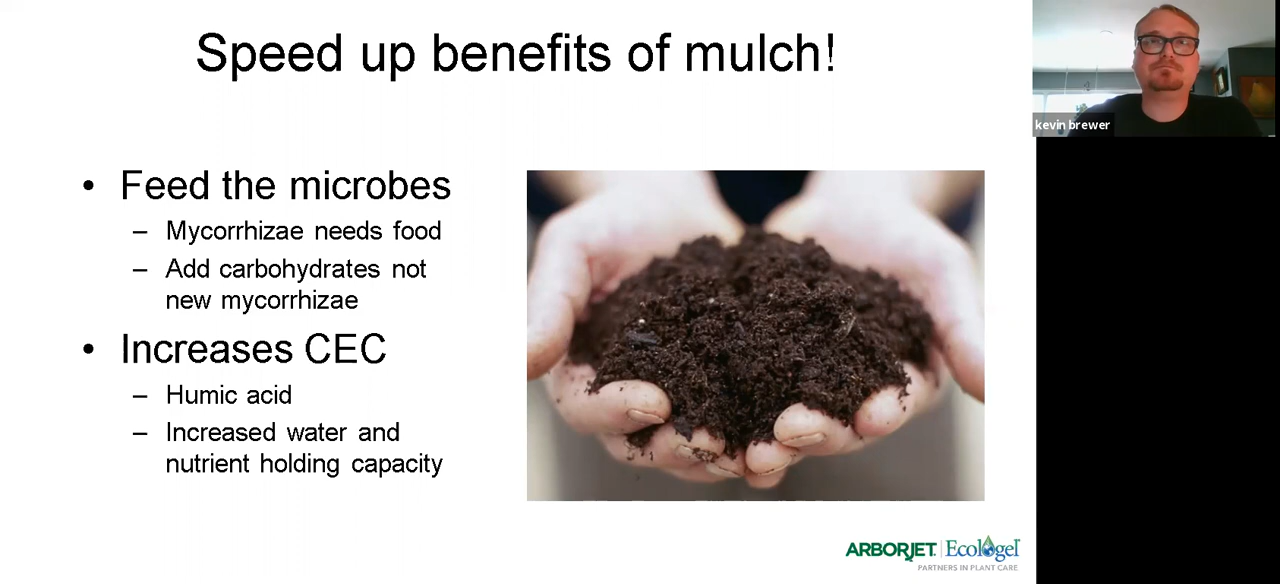 Speed up benefits of mulch!
• Feed the microbes
– Mycorrhizae needs food
– Add carbohydrates not
new mycorrhizae
• Increases CEC
– Humic acid
– Increased water and
nutrient holding capacity
ARBORJET | Ecologel
PARTNERS IN PLANT CARE
kevin brewer